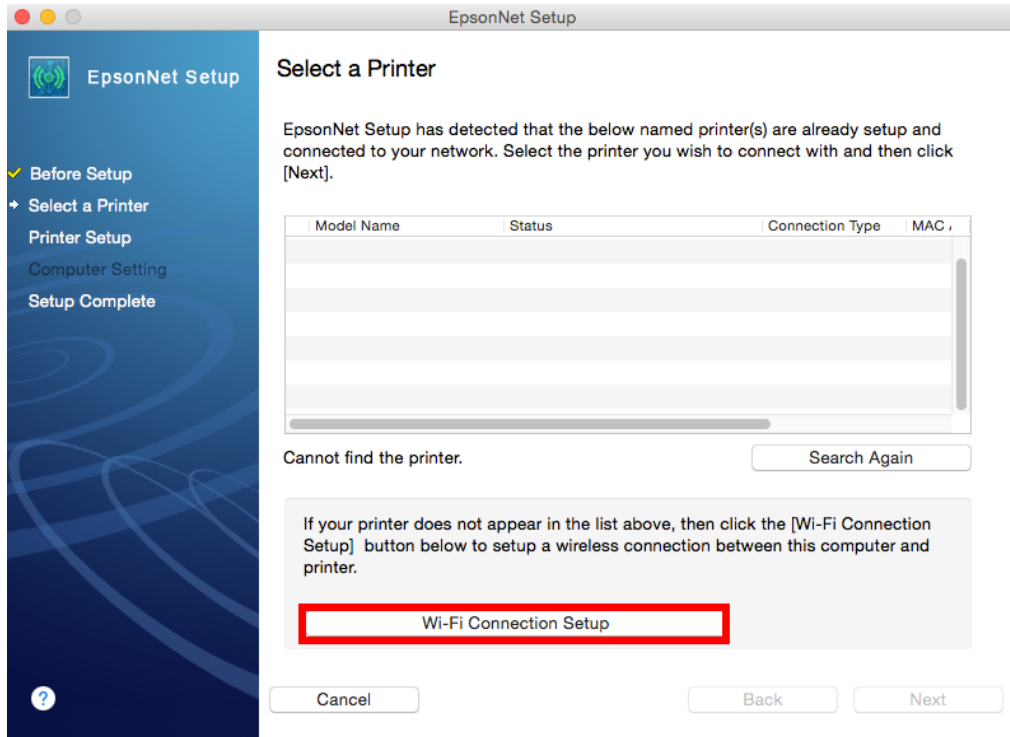 EpsonNet Setup
EpsonNet Setup
Before Setup
Select a Printer
Printer Setup
Computer Setting
Setup Complete
Select a Printer
EpsonNet Setup has detected that the below named printer(s) are already setup and
connected to your network. Select the printer you wish to connect with and then click
[Next].
Model Name Status Connection Type MAC
Cannot find the printer.
Search Again
If your printer does not appear in the list above, then click the [Wi-Fi Connection
Setup] button below to setup a wireless connection between this computer and
printer.
Wi-Fi Connection Setup
?
Cancel Back Next